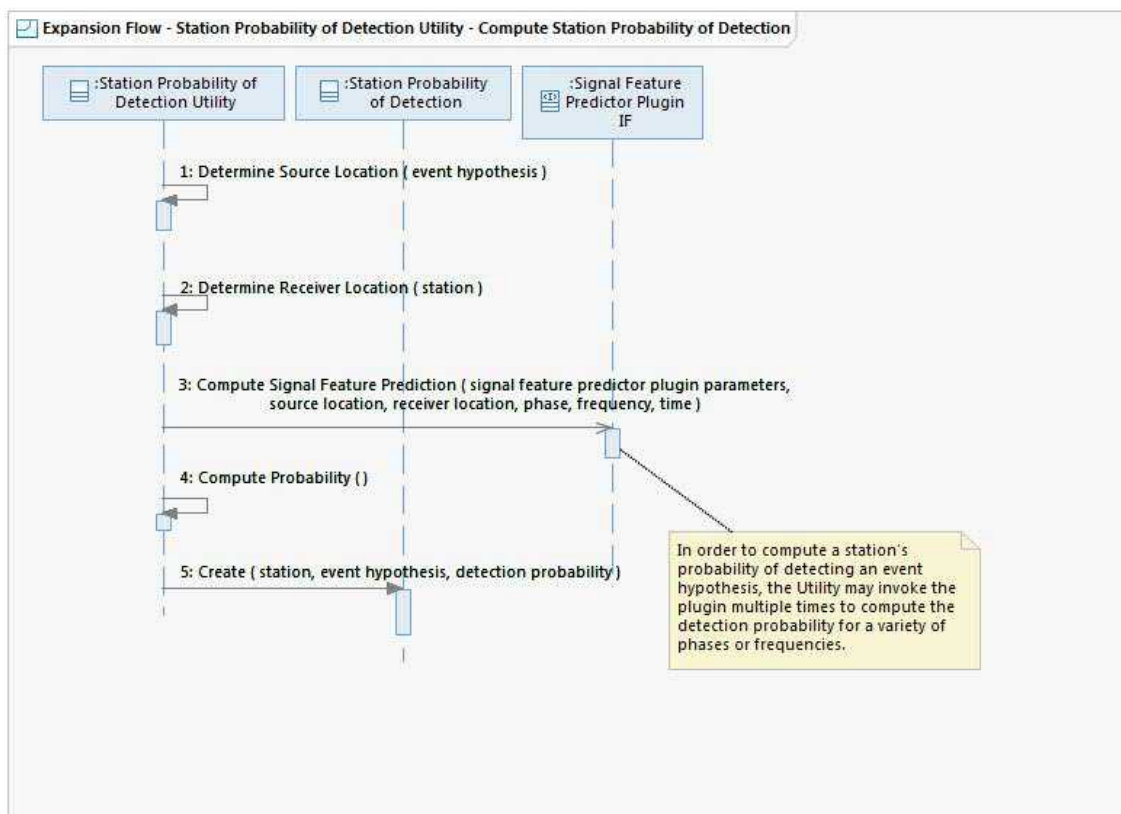 Expansion Flow - Station Probability of Detection Utility - Compute Station Probability of Detection
:Station Probability of
Detection Utility
:Station Probability
of Detection
:Signal Feature
Predictor Plugin
IF
1: Determine Source Location ( event hypothesis )
2: Determine Receiver Location ( station )
3: Compute Signal Feature Prediction ( signal feature predictor plugin parameters,
source location, receiver location, phase, frequency, time )
4: Compute Probability ( )
5: Create ( station, event hypothesis, detection probability )
In order to compute a station's
probability of detecting an event
hypothesis, the Utility may invoke the
plugin multiple times to compute the
detection probability for a variety of
phases or frequencies.